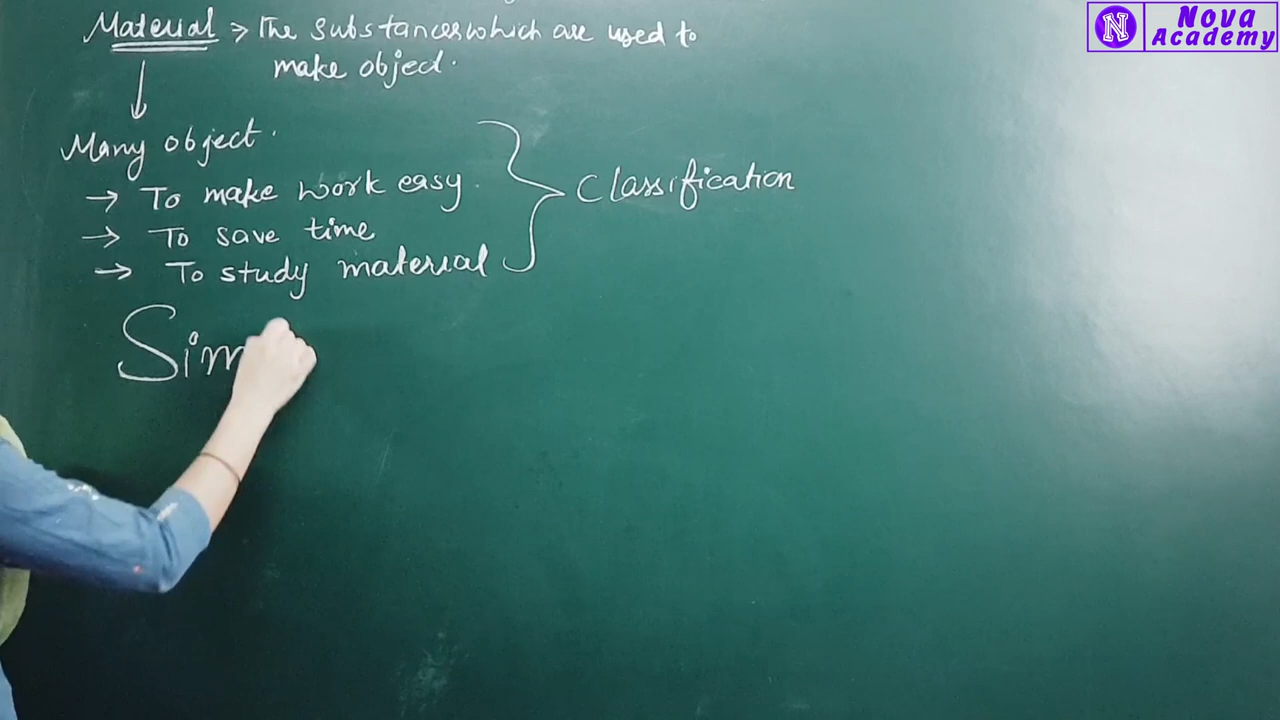 Material → The substances which are used to
make object.
Many object.
→ To make work easy.
→ To save time
→ To study material
Classification
Sim
N
Nova
Academy